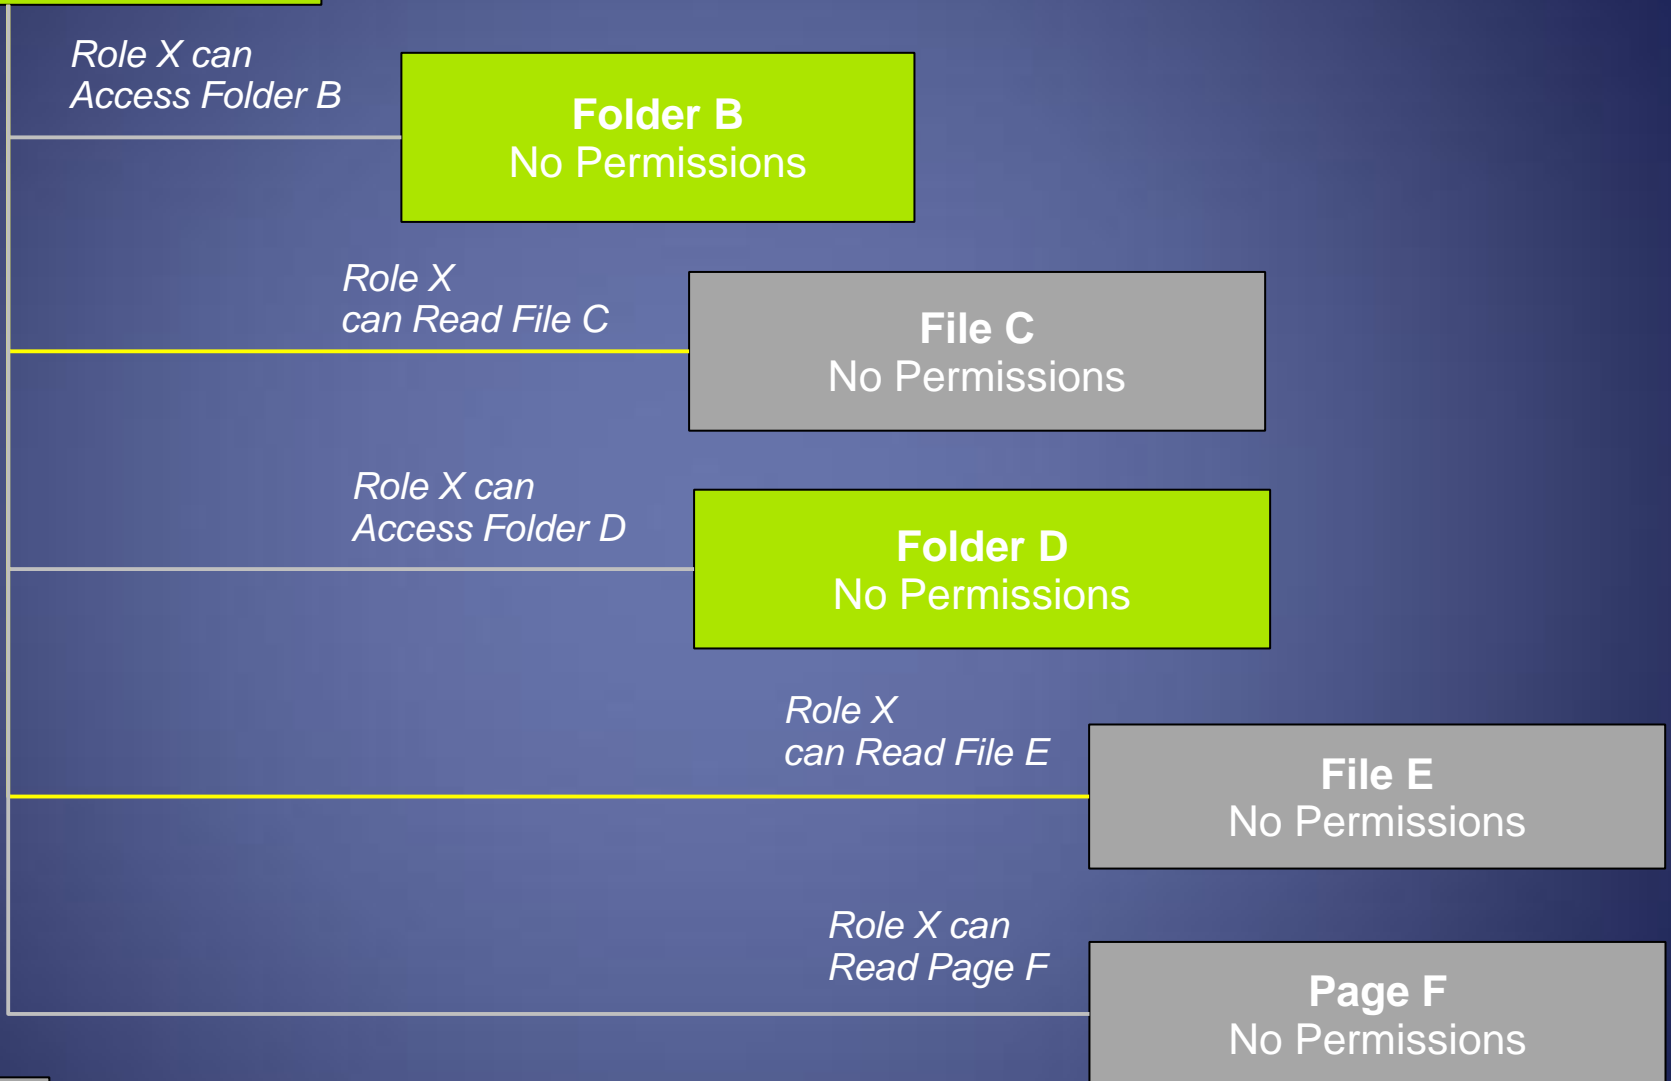 Role X can
Access Folder B
Folder B
No Permissions
Role X
can Read File C
File C
No Permissions
Role X can
Access Folder D
Folder D
No Permissions
Role X
can Read File E
File E
No Permissions
Role X can
Read Page F
Page F
No Permissions